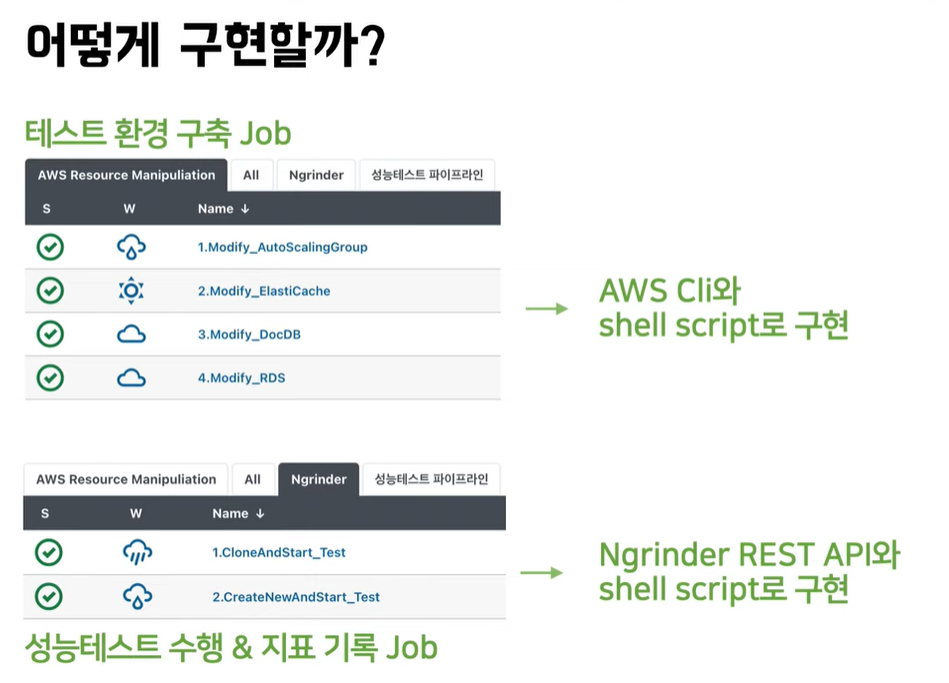 어떻게 구현할까?
테스트 환경 구축 Job
AWS Resource Manipuliation All Ngrinder 성능테스트 파이프라인
S W Name ↓
1.Modify_AutoScalingGroup
2.Modify_ElastiCache
3.Modify_DocDB
4.Modify_RDS
AWS Cli와
shell script로 구현
AWS Resource Manipuliation All Ngrinder 성능테스트 파이프라인
S W Name ↓
1.CloneAndStart_Test
2.CreateNewAndStart_Test
Ngrinder REST API와
shell script로 구현
성능테스트 수행 & 지표 기록 Job